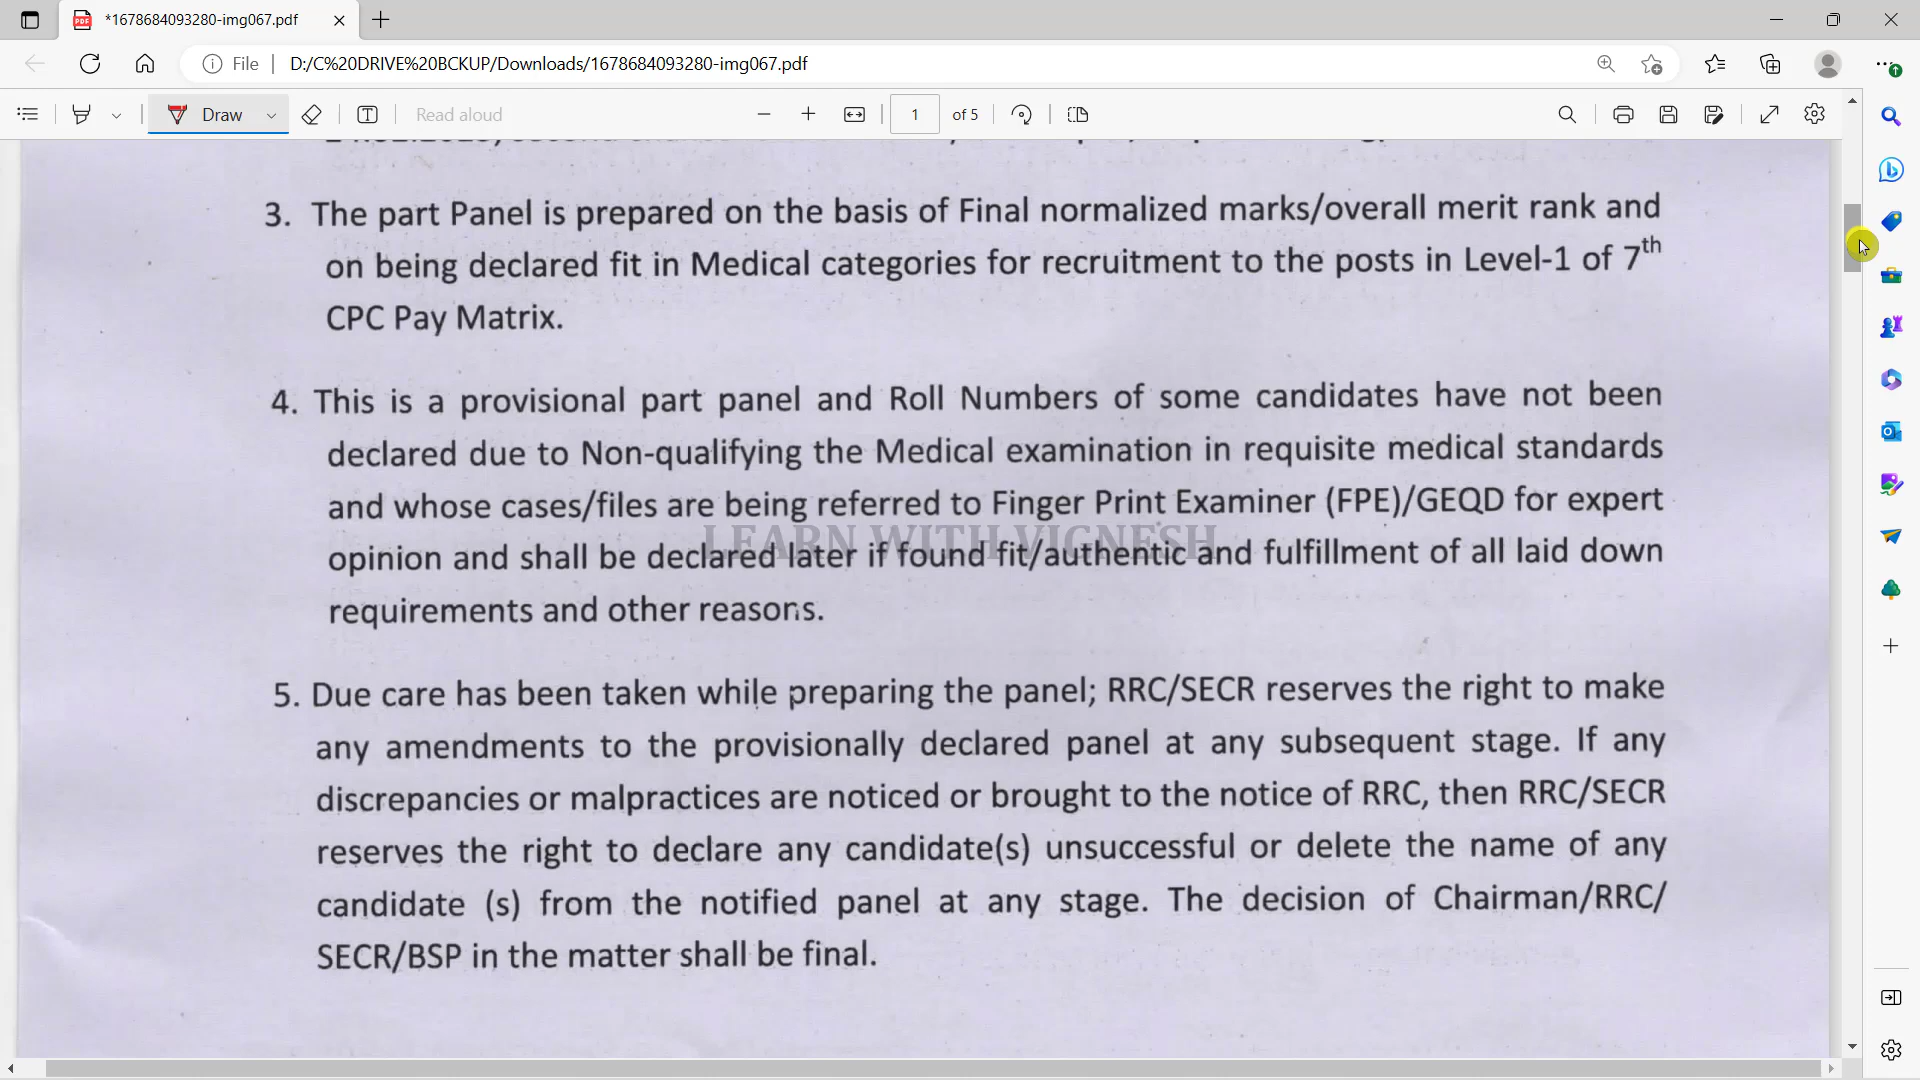 *1678684093280-img067.pdf
File
D:/C%20DRIVE%20BCKUP/Downloads/1678684093280-img067.pdf
Draw
Read aloud
1
of 5
3. The part Panel is prepared on the basis of Final normalized marks/overall merit rank and
on being declared fit in Medical categories for recruitment to the posts in Level-1 of 7th
CPC Pay Matrix.
4. This is a provisional part panel and Roll Numbers of some candidates have not been
declared due to Non-qualifying the Medical examination in requisite medical standards
and whose cases/files are being referred to Finger Print Examiner (FPE)/GEQD for expert
LEARN WITH VIGNESH
opinion and shall be declared later if found fit/authentic and fulfillment of all laid down
requirements and other reasons.
5. Due care has been taken while preparing the panel; RRC/SECR reserves the right to make
any amendments to the provisionally declared panel at any subsequent stage. If any
discrepancies or malpractices are noticed or brought to the notice of RRC, then RRC/SECR
reserves the right to declare any candidate(s) unsuccessful or delete the name of any
candidate (s) from the notified panel at any stage. The decision of Chairman/RRC/
SECR/BSP in the matter shall be final.